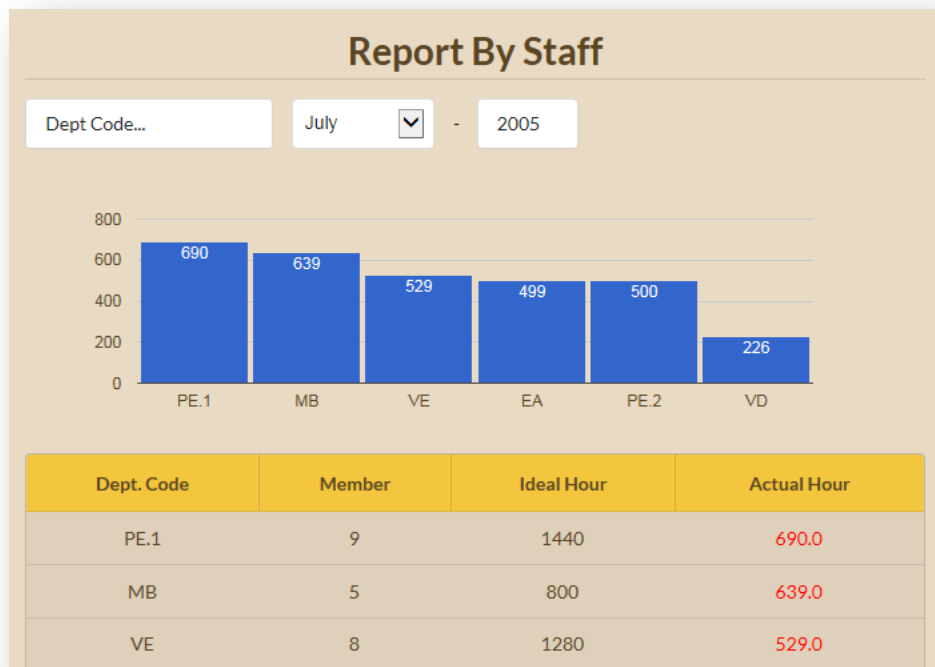 Report By Staff
Dept Code... July - 2005
800
600
400
200
0
690 639 529 499 500 226
PE.1 MB VE EA PE.2 VD
Dept. Code Member Ideal Hour Actual Hour
PE.1 9 1440 690.0
MB 5 800 639.0
VE 8 1280 529.0